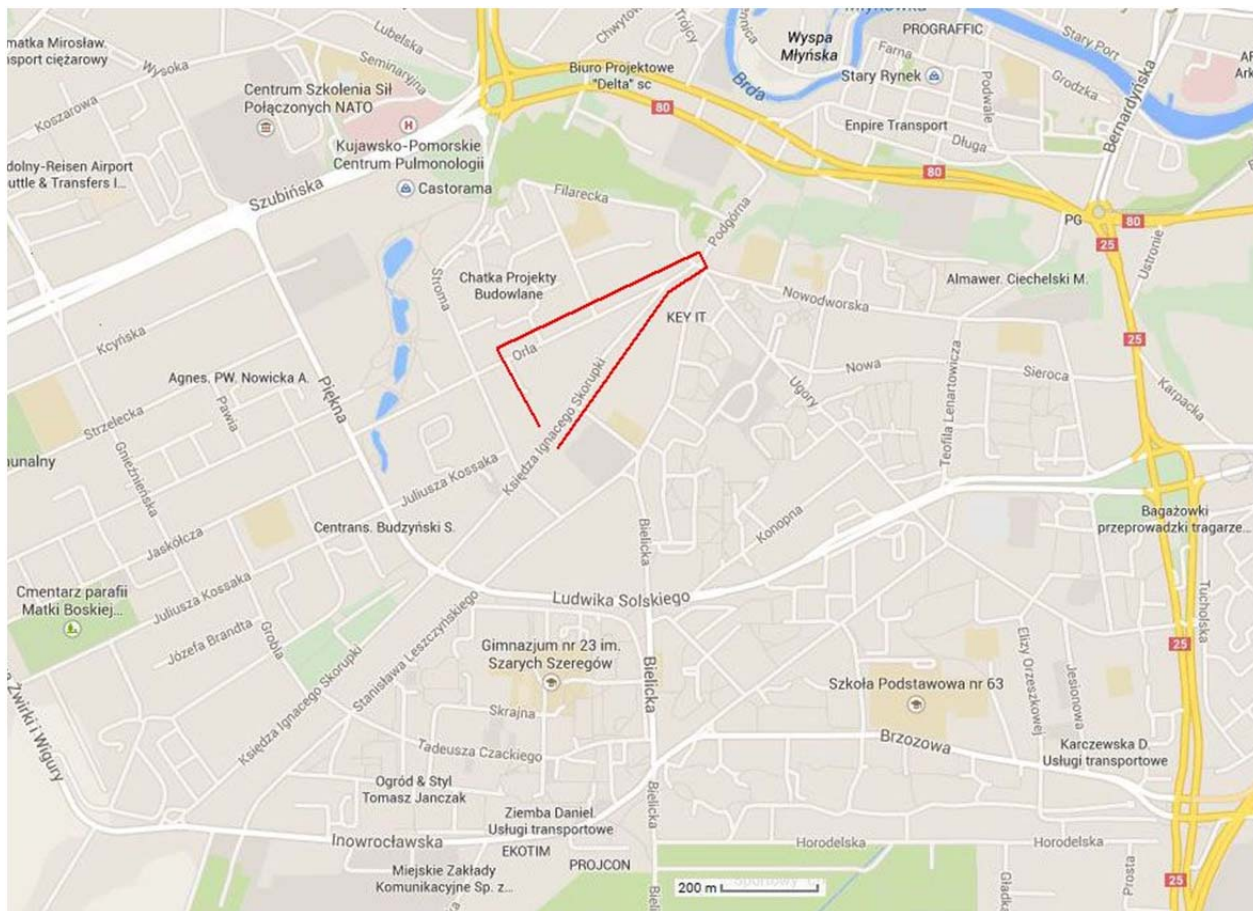 Lubelska
Chwytowo
Trójcy
Młynówka
PROGRAFFIC
Stary Port
matka Mirosław.
nsport ciężarowy
Wysoka
Seminaryjna
Wyspa
Młyńska
Farna
Stary Rynek
Podwale
Grodzka
Bernardyńska
Centrum Szkolenia Sił
Połączonych NATO
Biuro Projektowe
"Delta" sc
Brda
80
Koszarowa
H
Enpire Transport
Długa
Kujawsko-Pomorskie
Centrum Pulmonologii
dolny-Reisen Airport
uttle & Transfers I...
Szubińska
Castorama
Filarecka
80
Podgórna
PG
80
25
Ustronie
Stroma
Chatka Projekty
Budowlane
Almawer. Ciechelski M.
Nowodworska
KEY IT
Kcyńska
Orla
25
Nowa
Sieroca
Karpacka
Agnes. PW. Nowicka A.
Piękna
Księdza Ignacego Skorupki
Ugory
Teofila Lenartowicza
Strzelecka
Pawia
Gnieźnieńska
munalny
Juliusza Kossaka
Centrans. Budzyński S.
Bielicka
Konopna
Bagażówki
przeprowadzki tragarze...
Jaskółcza
Cmentarz parafii
Matki Boskiej...
Juliusza Kossaka
Ludwika Solskiego
Tucholska
Józefa Brandta
Grobla
Stanisława Leszczyńskiego
Gimnazjum nr 23 im.
Szarych Szeregów
Bielicka
Elizy Orzeszkowej
Jesionowa
25
Księdza Ignacego Skorupki
Szkoła Podstawowa nr 63
Skrajna
Żwirki i Wigury
Tadeusza Czackiego
Brzozowa
Karczewska D.
Usługi transportowe
Ogród & Styl
Tomasz Janczak
Bielicka
Ziemba Daniel.
Usługi transportowe
Inowrocławska
EKOTIM
PROJCON
Horodelska
Horodelska
Miejskie Zakłady
Komunikacyjne Sp. z...
200 m
Gładka
Prosta
25